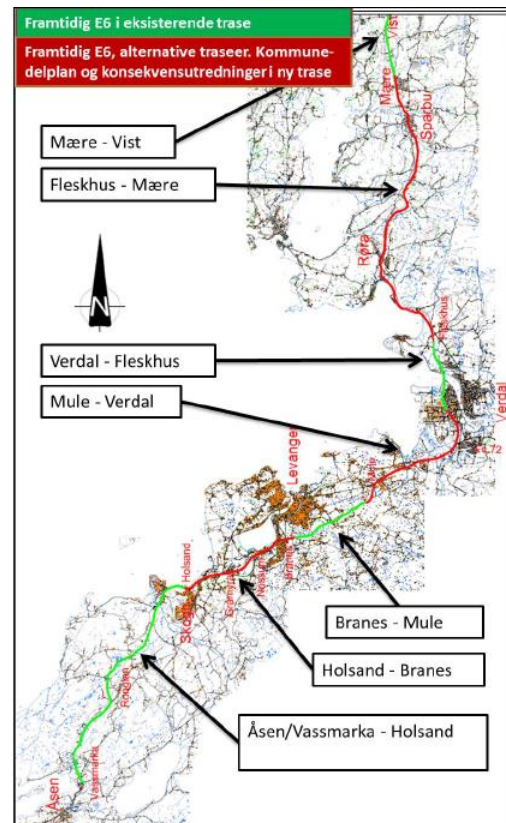 Framtidig E6 i eksisterende trase
Framtidig E6, alternative traseer. Kommune-
delplan og konsekvensutredninger i ny trase
Vist
Mære
Sparbu
Mære - Vist
Fleskhus - Mære
Røra
N
Fleskhus
Verdal - Fleskhus
Mule - Verdal
Verdal
Levanger
Mule
Branes
Holsand
Skogn
Branes - Mule
Holsand - Branes
Ronglan
Åsen/Vassmarka - Holsand
Vassmarka
Åsen